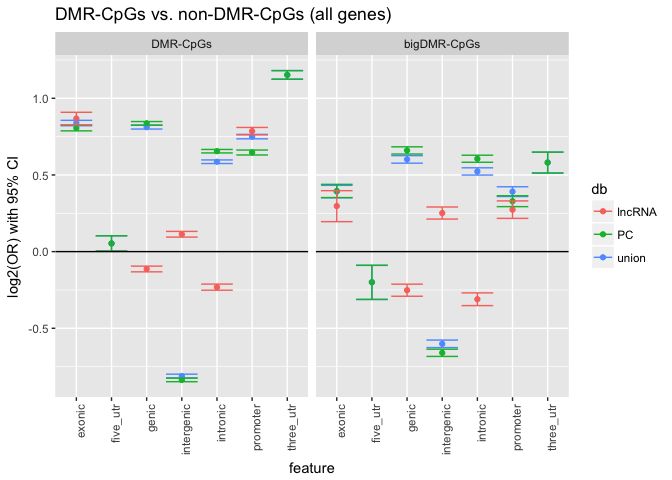 DMR-CpGs vs. non-DMR-CpGs (all genes)
DMR-CpGs
bigDMR-CpGs
log2(OR) with 95% CI
1.0
0.5
0.0
-0.5
exonic
five_utr
genic
intergenic
intronic
promoter
three_utr
exonic
five_utr
genic
intergenic
intronic
promoter
three_utr
feature
db
lncRNA
PC
union